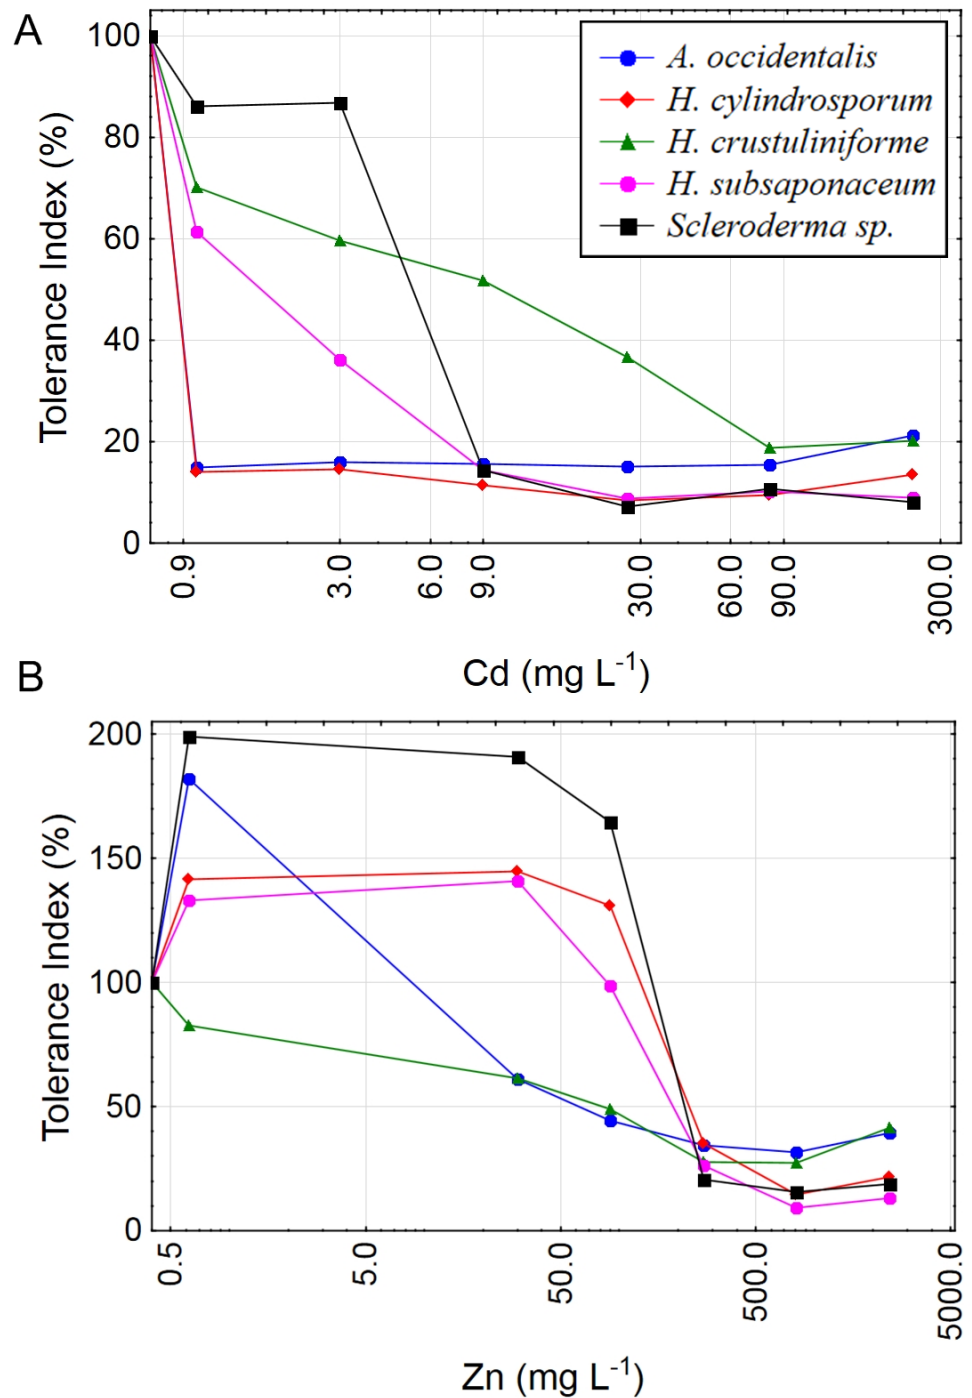 A
Tolerance Index (%)
100
80
60
40
20
0
A. occidentalis
H. cylindrosporum
H. crustuliniforme
H. subsaponaceum
Scleroderma sp.
0.9
3.0
6.0
9.0
30.0
60.0
90.0
300.0
Cd (mg L⁻¹)
B
Tolerance Index (%)
200
150
100
50
0
0.5
5.0
50.0
500.0
5000.0
Zn (mg L⁻¹)